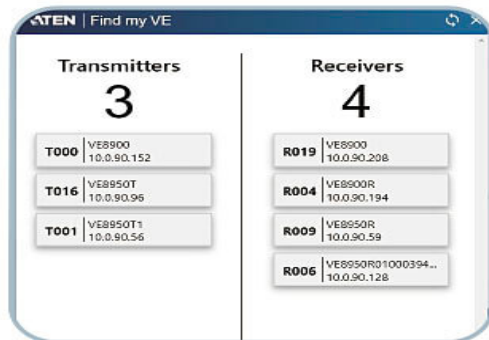 ATEN | Find my VE
Transmitters
3
T000 VE8900
10.0.90.152
T016 VE8950T
10.0.90.96
T001 VE8950T1
10.0.90.56
Receivers
4
R019 VE8900
10.0.90.208
R004 VE8900R
10.0.90.194
R009 VE8950R
10.0.90.59
R006 VE8950R01000394...
10.0.90.128